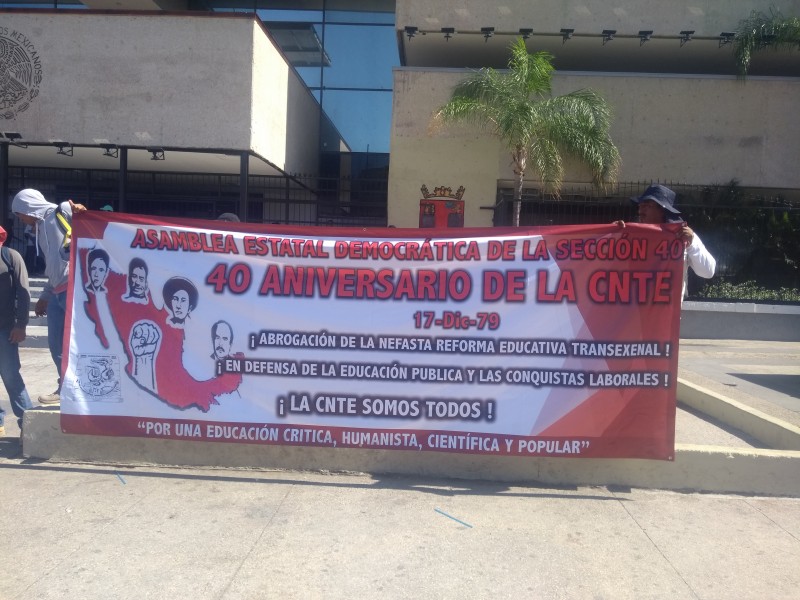 MEXICANOS
ASAMBLEA ESTATAL DEMOCRÁTICA DE LA SECCIÓN 40
40 ANIVERSARIO DE LA CNTE
17-Dic-79
¡ ABROGACIÓN DE LA NEFASTA REFORMA EDUCATIVA TRANSEXENAL !
¡ EN DEFENSA DE LA EDUCACIÓN PUBLICA Y LAS CONQUISTAS LABORALES !
¡ LA CNTE SOMOS TODOS !
“POR UNA EDUCACIÓN CRITICA, HUMANISTA, CIENTÍFICA Y POPULAR”